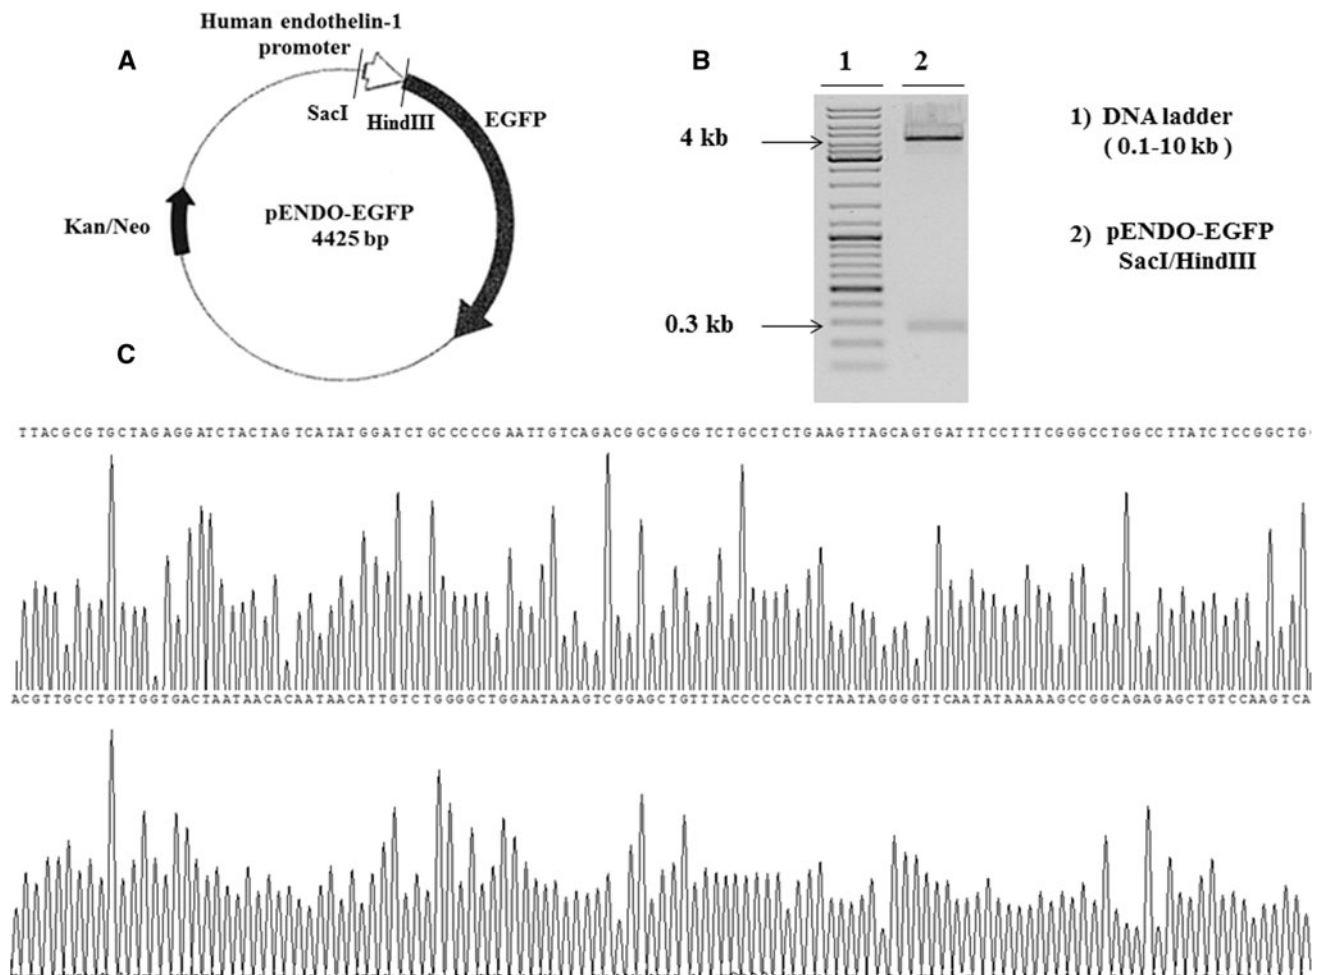 A
Human endothelin-1
promoter
SacI
HindIII
EGFP
Kan/Neo
pENDO-EGFP
4425 bp
B
1
2
4 kb
0.3 kb
1) DNA ladder
( 0.1-10 kb )
2) pENDO-EGFP
SacI/HindIII
C
TTACGCGTGCTAGAGGATCTACTAGTCATATGGATCTGCCCCCGAATTGTCAGACGGCGGCGTCTGCCTCTGAAGTTAGCAGTGATTTCCTTTCGGGCCTGGCCTTATCTCCGGCTG
ACGTTGCCTGTTGGTGACTAATAACACAATAACATTGTCTGGGGCTGGAATAAAGTCGGAGCTGTTTACCCCCACTCTAATAGGGGTTCAATATAAAAAGCCGGCAGAGAGCTGTCCAAGTCA